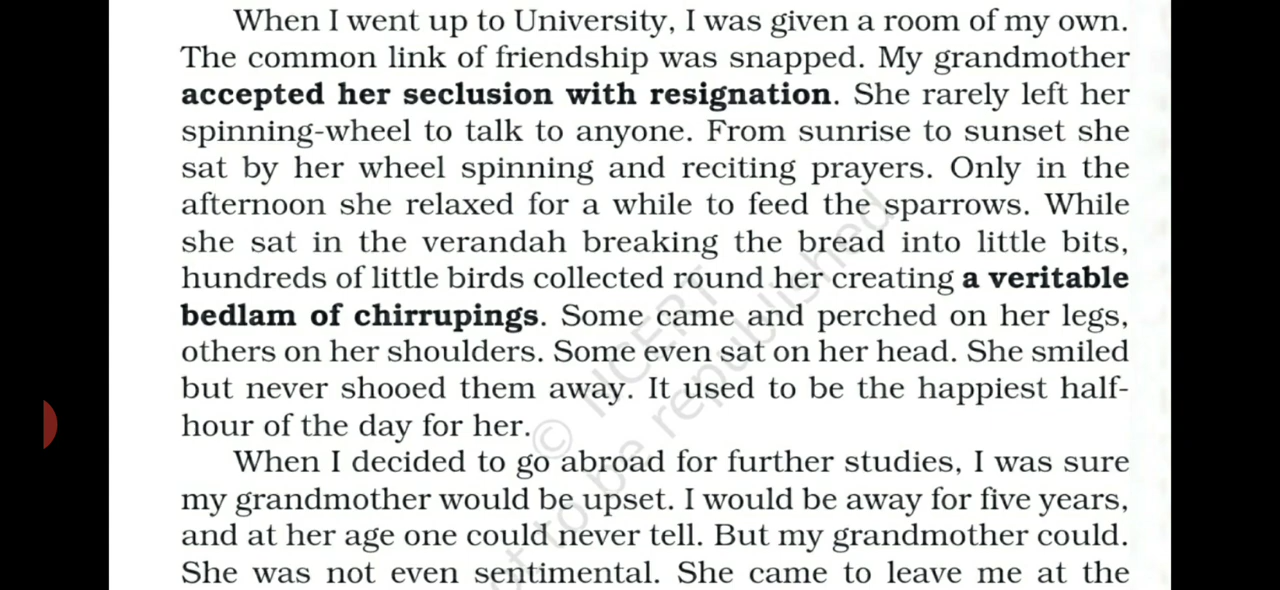 When I went up to University, I was given a room of my own.
The common link of friendship was snapped. My grandmother
accepted her seclusion with resignation. She rarely left her
spinning-wheel to talk to anyone. From sunrise to sunset she
sat by her wheel spinning and reciting prayers. Only in the
afternoon she relaxed for a while to feed the sparrows. While
she sat in the verandah breaking the bread into little bits,
hundreds of little birds collected round her creating a veritable
bedlam of chirrupings. Some came and perched on her legs,
others on her shoulders. Some even sat on her head. She smiled
but never shooed them away. It used to be the happiest half-
hour of the day for her.
When I decided to go abroad for further studies, I was sure
my grandmother would be upset. I would be away for five years,
and at her age one could never tell. But my grandmother could.
She was not even sentimental. She came to leave me at the
© NCERT
to be republished